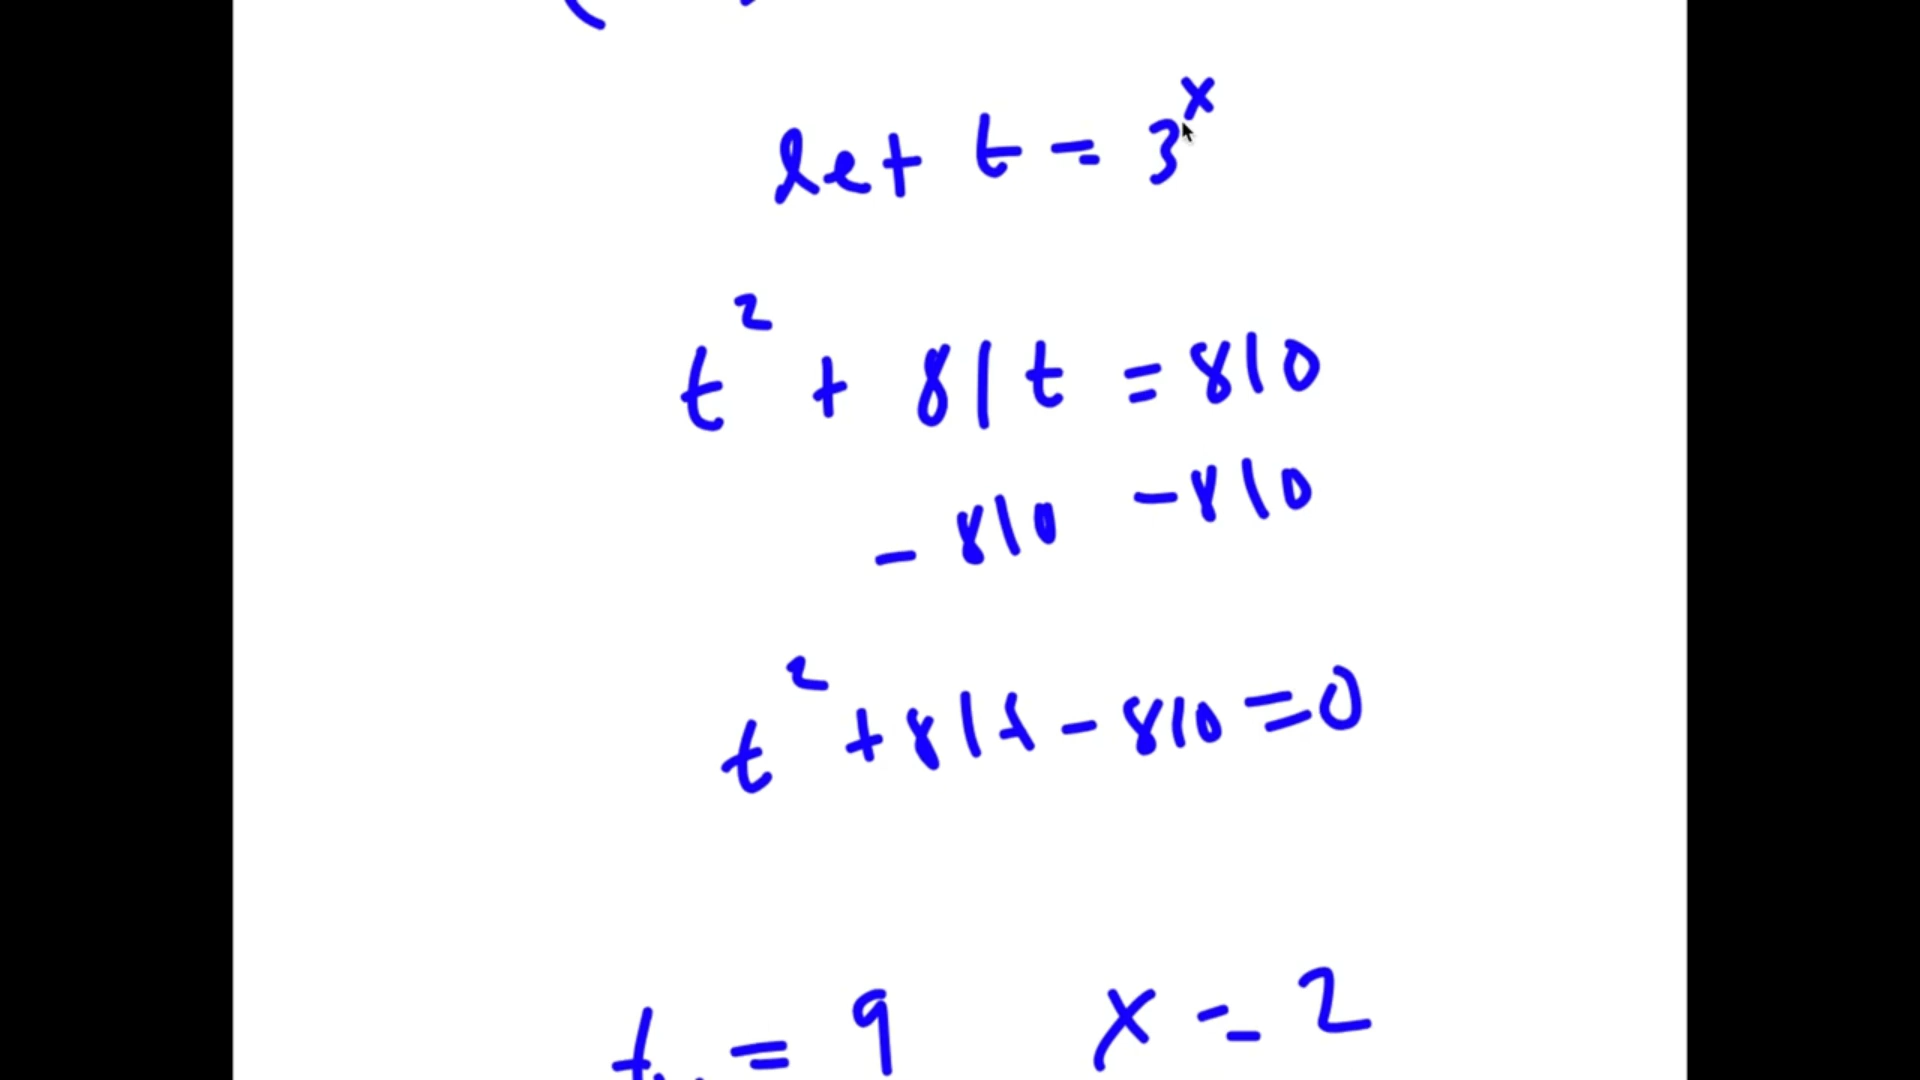 let t = 3^x
t² + 81t = 810
- 810 - 810
t² + 81t - 810 = 0
= 9 x = 2